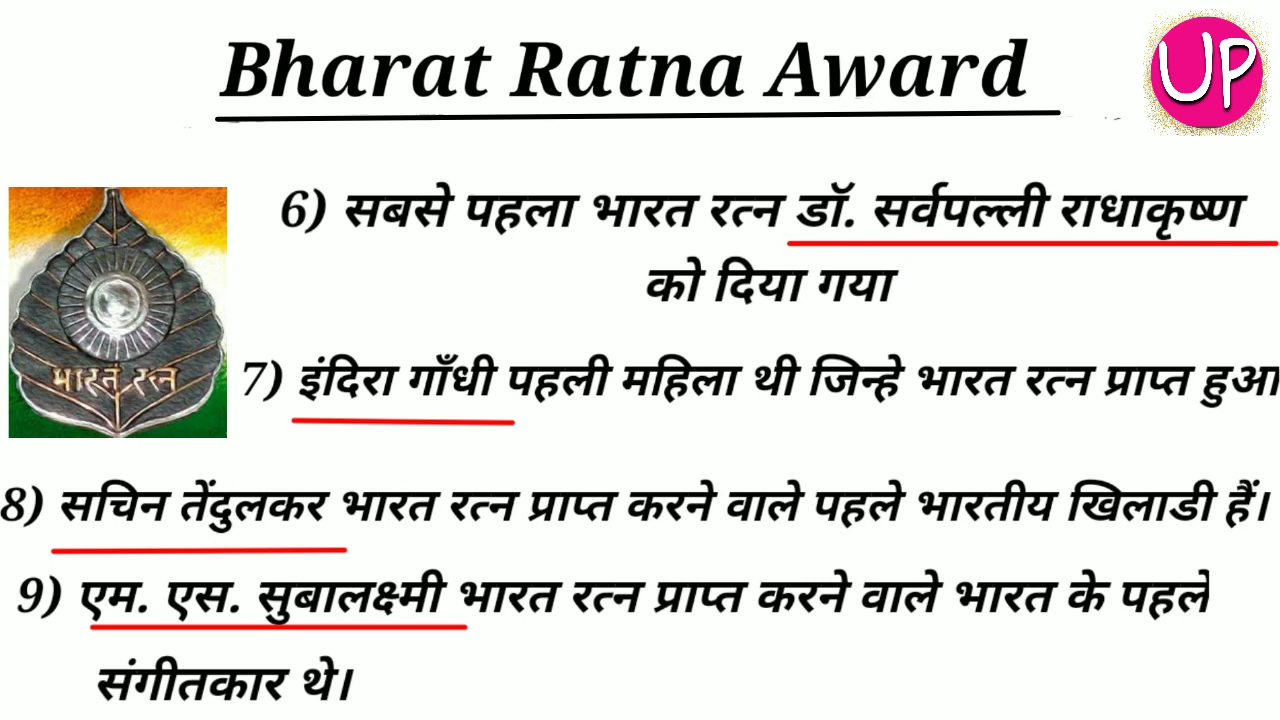 Bharat Ratna Award
UP
6) सबसे पहला भारत रत्न डॉ. सर्वपल्ली राधाकृष्ण
को दिया गया
भारत रत्न
7) इंदिरा गाँधी पहली महिला थी जिन्हे भारत रत्न प्राप्त हुआ
8) सचिन तेंदुलकर भारत रत्न प्राप्त करने वाले पहले भारतीय खिलाडी हैं।
9) एम. एस. सुबालक्ष्मी भारत रत्न प्राप्त करने वाले भारत के पहले
संगीतकार थे।